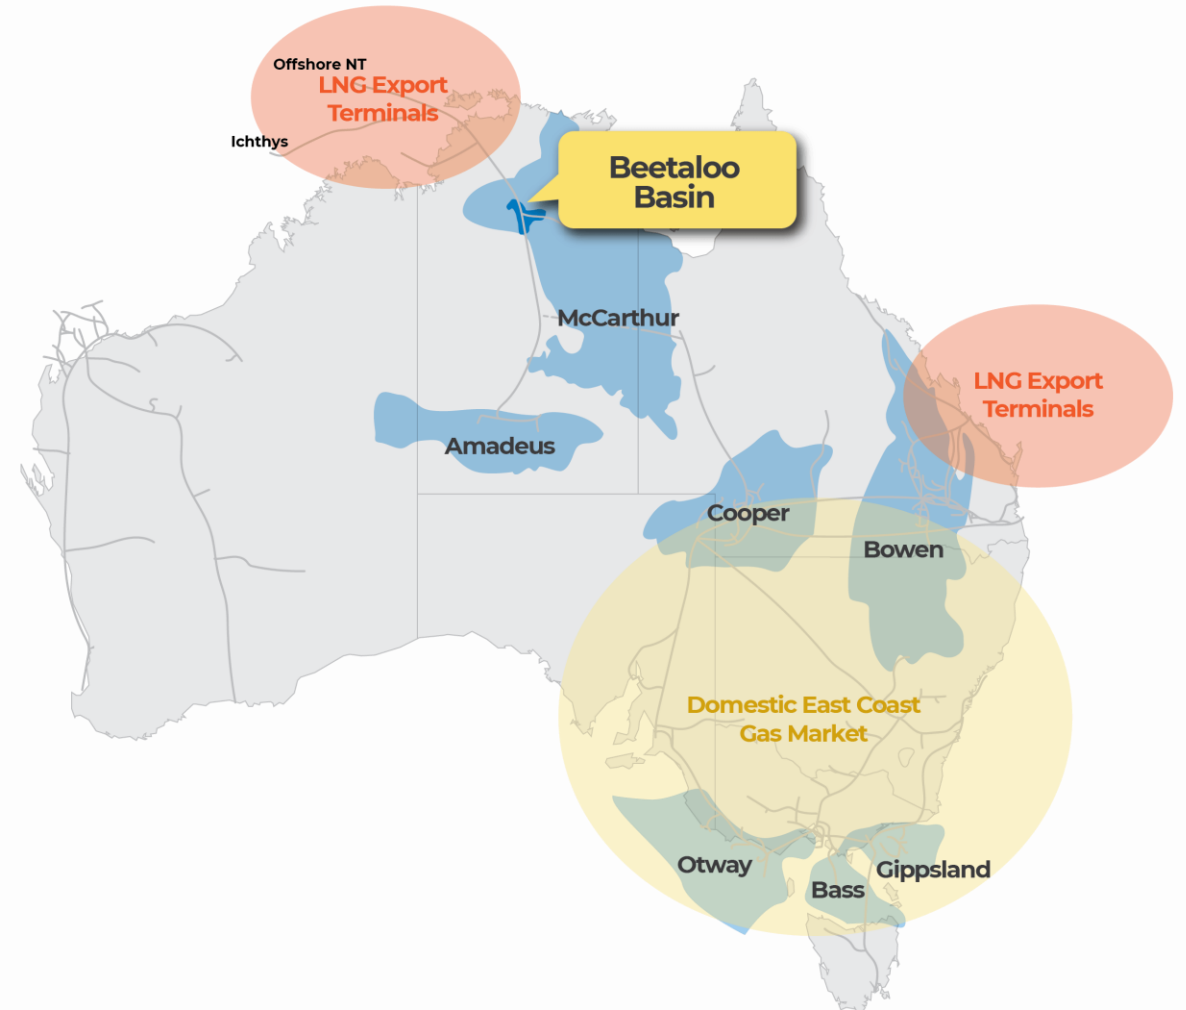 Offshore NT
LNG Export
Terminals
Ichthys
Beetaloo
Basin
McCarthur
LNG Export
Terminals
Amadeus
Cooper
Bowen
Domestic East Coast
Gas Market
Otway
Gippsland
Bass